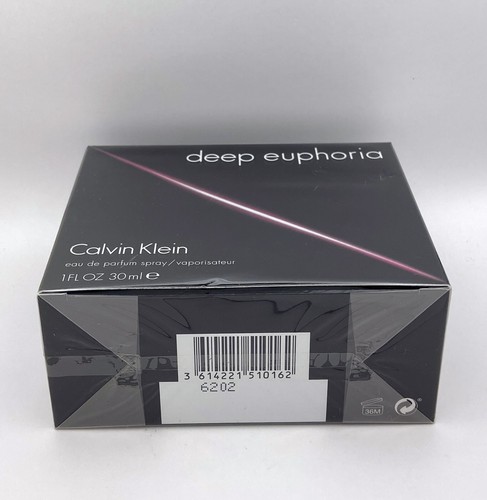 deep euphoria
Calvin Klein
eau de parfum spray/vaporisateur
1 FL OZ 30 ml ℮
3 614221 510162
6202
36M